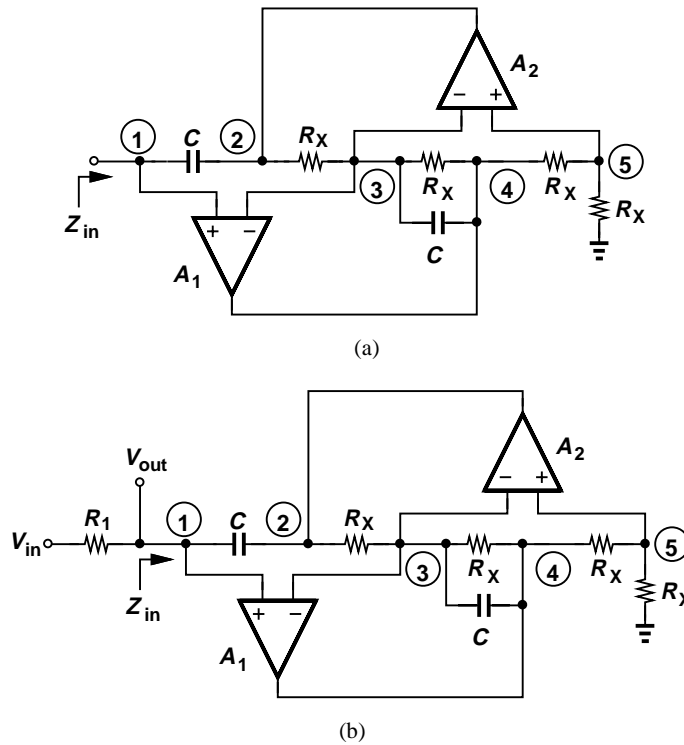 A2
− +
1 C 2 RX
3 RX 4 RX 5
RX
Zin
+ −
C
A1
(a)
A2
− +
Vout
Vin R1 1 C 2 RX
3 RX 4 RX 5
RX
Zin
+ −
C
A1
(b)